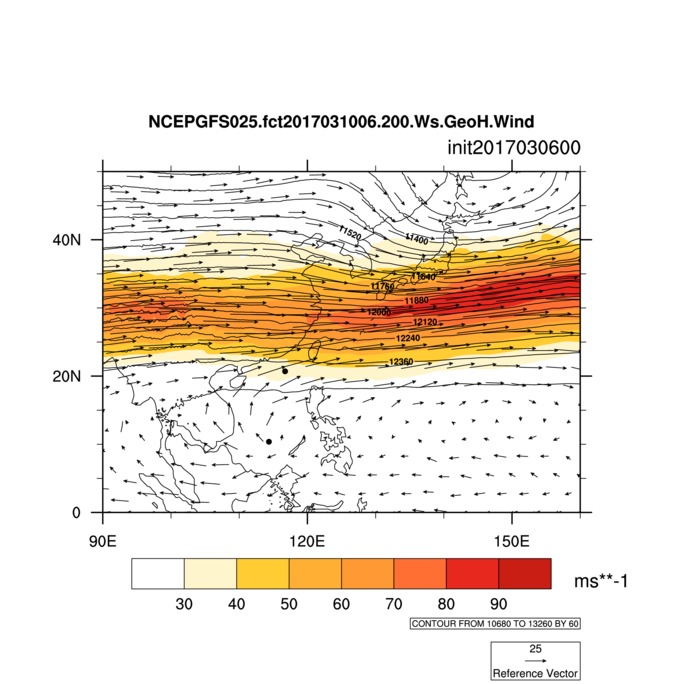 NCEPGFS025.fct2017031006.200.Ws.GeoH.Wind
init2017030600
40N
20N
0
11520
11400
11640
11760
11880
12000
12120
12240
12360
90E
120E
150E
30
40
50
60
70
80
90
ms**-1
CONTOUR FROM 10680 TO 13260 BY 60
25
Reference Vector